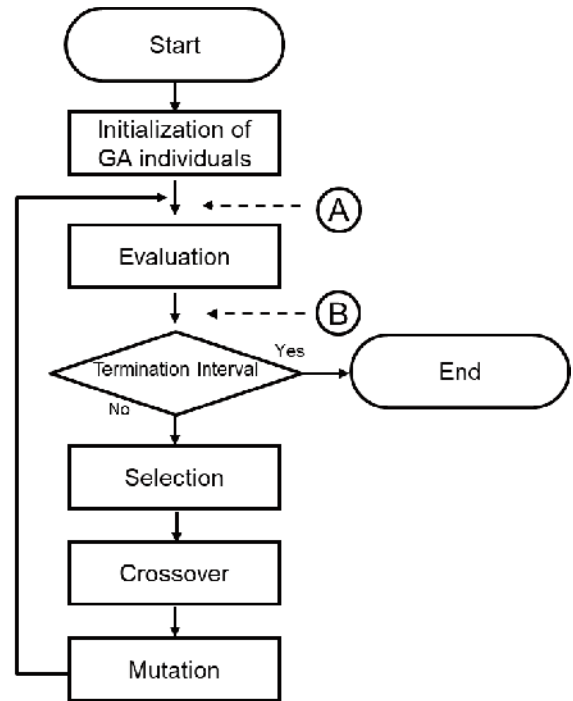 Start
Initialization of
GA individuals
A
Evaluation
B
Termination Interval
Yes
End
No
Selection
Crossover
Mutation